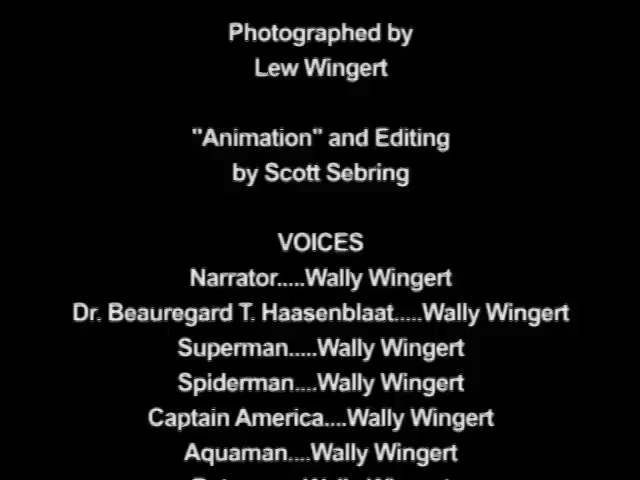 Photographed by
Lew Wingert
"Animation" and Editing
by Scott Sebring
VOICES
Narrator.....Wally Wingert
Dr. Beauregard T. Haasenblaat.....Wally Wingert
Superman.....Wally Wingert
Spiderman....Wally Wingert
Captain America....Wally Wingert
Aquaman....Wally Wingert